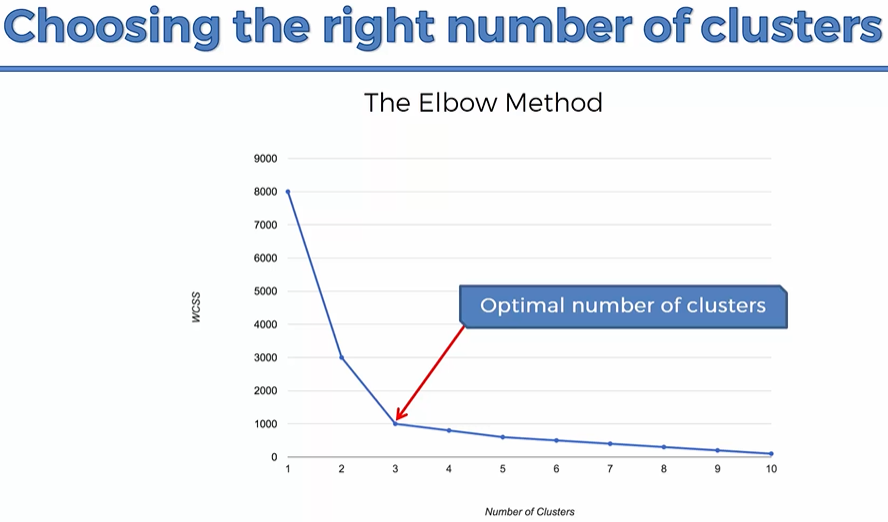 Choosing the right number of clusters
The Elbow Method
9000
8000
7000
6000
5000
4000
3000
2000
1000
0
WCSS
Optimal number of clusters
1 2 3 4 5 6 7 8 9 10
Number of Clusters